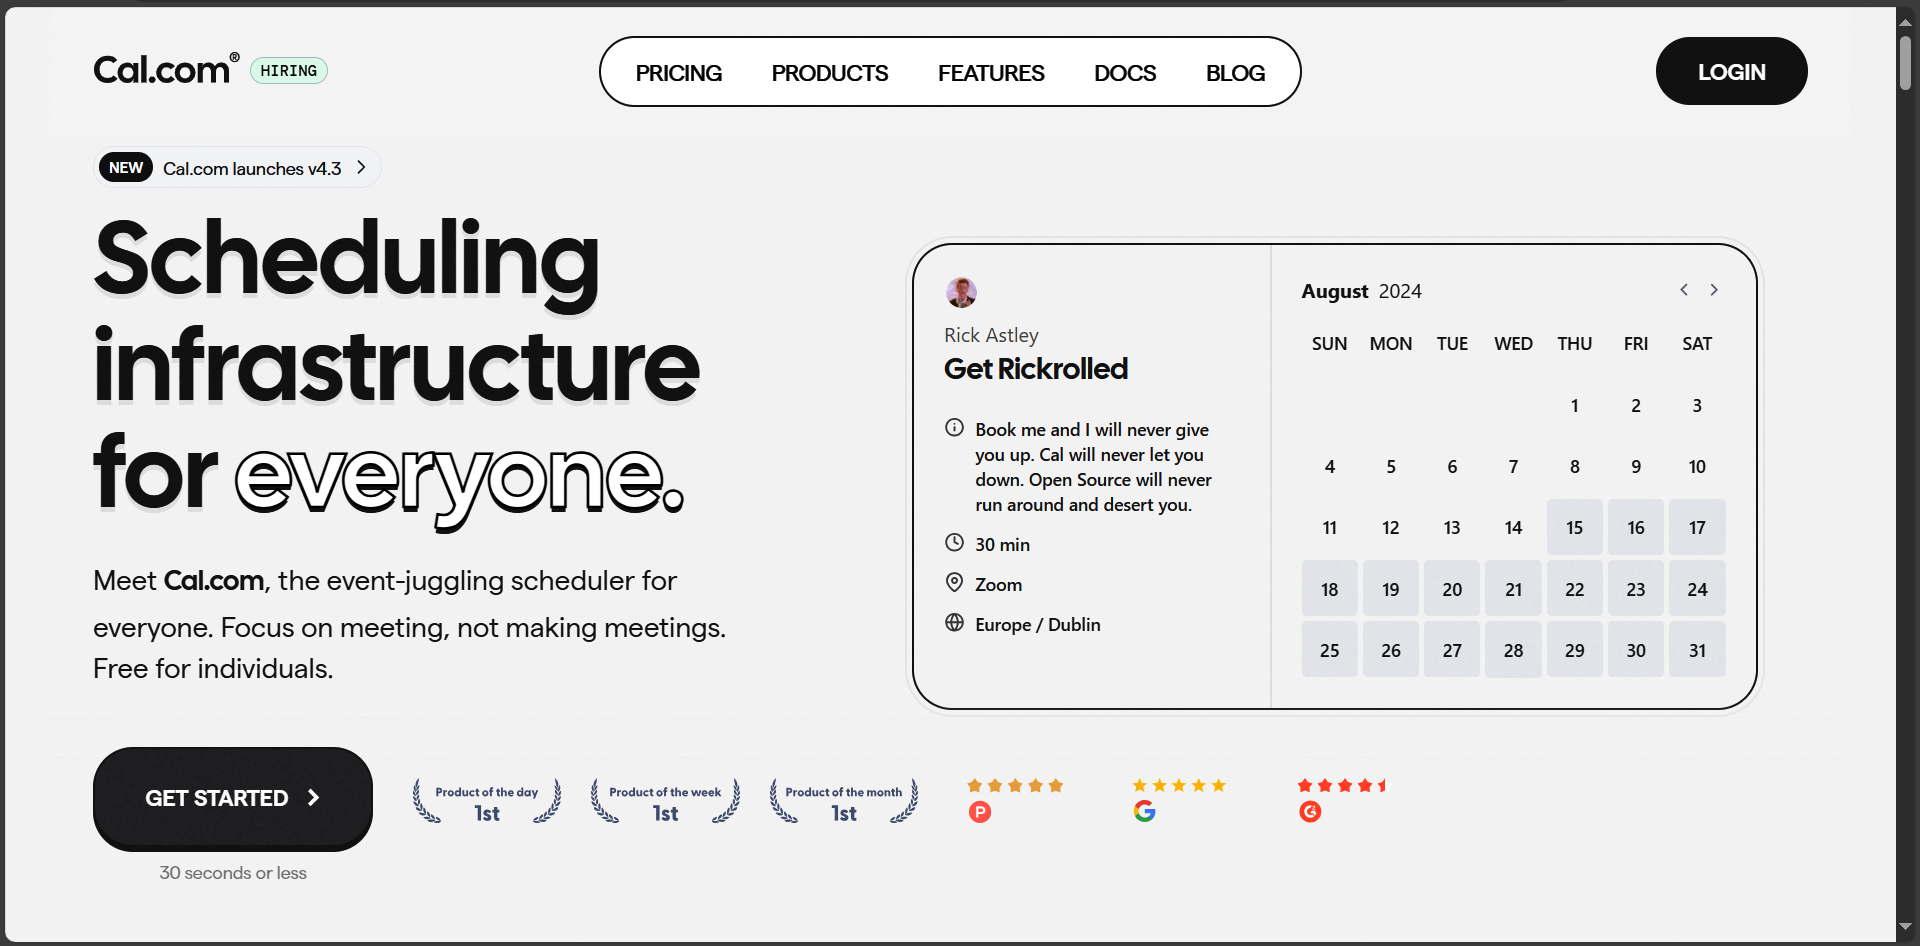 Cal.com® HIRING
PRICING PRODUCTS FEATURES DOCS BLOG
LOGIN
NEW Cal.com launches v4.3
Scheduling
infrastructure
for everyone.
Meet Cal.com, the event-juggling scheduler for
everyone. Focus on meeting, not making meetings.
Free for individuals.
GET STARTED
30 seconds or less
Product of the day
1st
Product of the week
1st
Product of the month
1st
P
G
G
Rick Astley
Get Rickrolled
Book me and I will never give
you up. Cal will never let you
down. Open Source will never
run around and desert you.
30 min
Zoom
Europe / Dublin
August 2024
SUN MON TUE WED THU FRI SAT
1 2 3
4 5 6 7 8 9 10
11 12 13 14 15 16 17
18 19 20 21 22 23 24
25 26 27 28 29 30 31